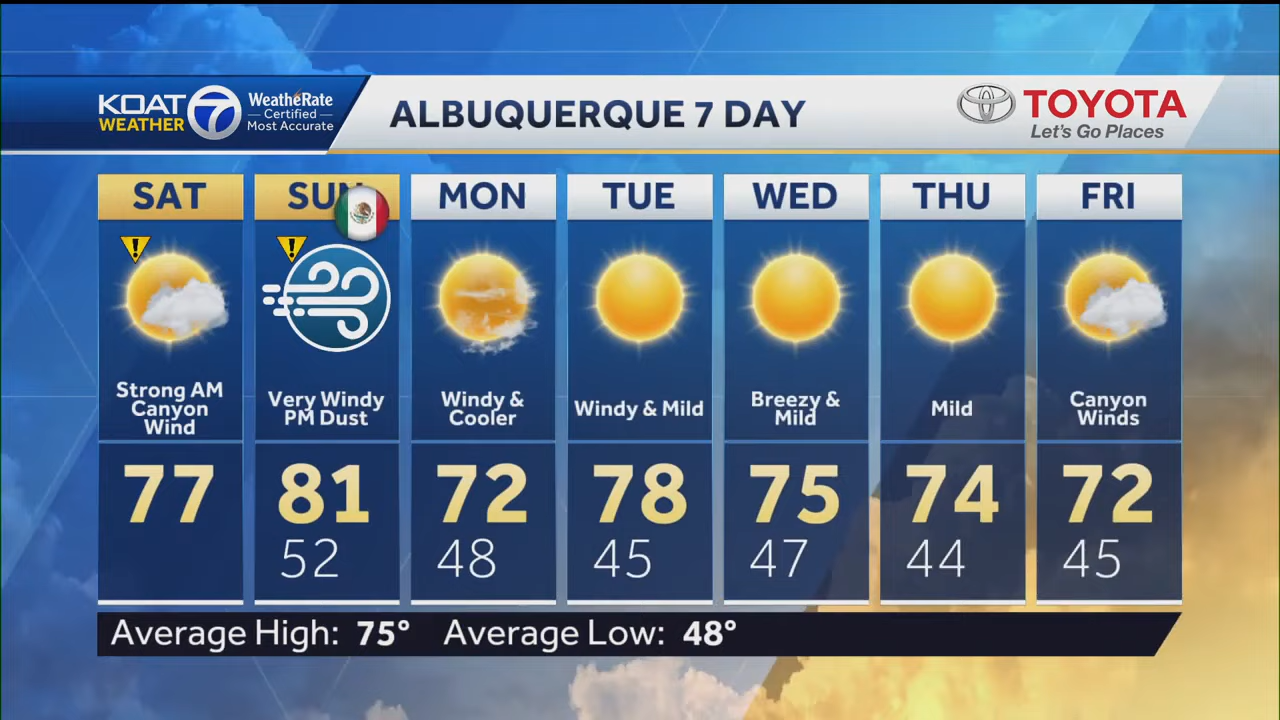 KOAT
WEATHER
7
WeatheRate
Certified
Most Accurate
ALBUQUERQUE 7 DAY
TOYOTA
Let's Go Places
SAT
SUN
MON
TUE
WED
THU
FRI
!
!
Strong AM
Canyon
Wind
Very Windy
PM Dust
Windy &
Cooler
Windy & Mild
Breezy &
Mild
Mild
Canyon
Winds
77
81
72
78
75
74
72
52
48
45
47
44
45
Average High: 75° Average Low: 48°